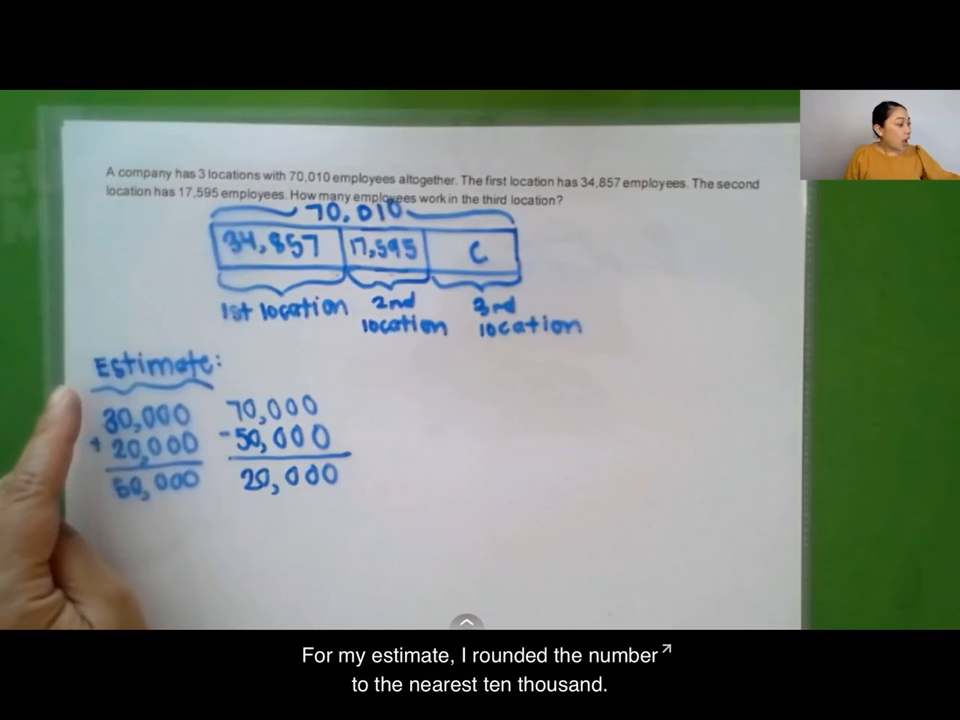 A company has 3 locations with 70,010 employees altogether. The first location has 34,857 employees. The second
location has 17,595 employees. How many employees work in the third location?
70,010
34,857 17,595 C
1st location 2nd location 3rd location
Estimate:
30,000 70,000
+ 20,000 - 50,000
50,000 20,000
For my estimate, I rounded the number
to the nearest ten thousand.